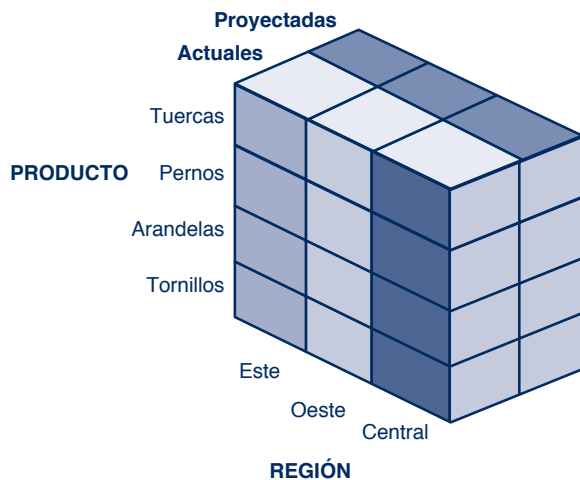 Proyectadas
Actuales
Tuercas
PRODUCTO Pernos
Arandelas
Tornillos
Este
Oeste
Central
REGIÓN